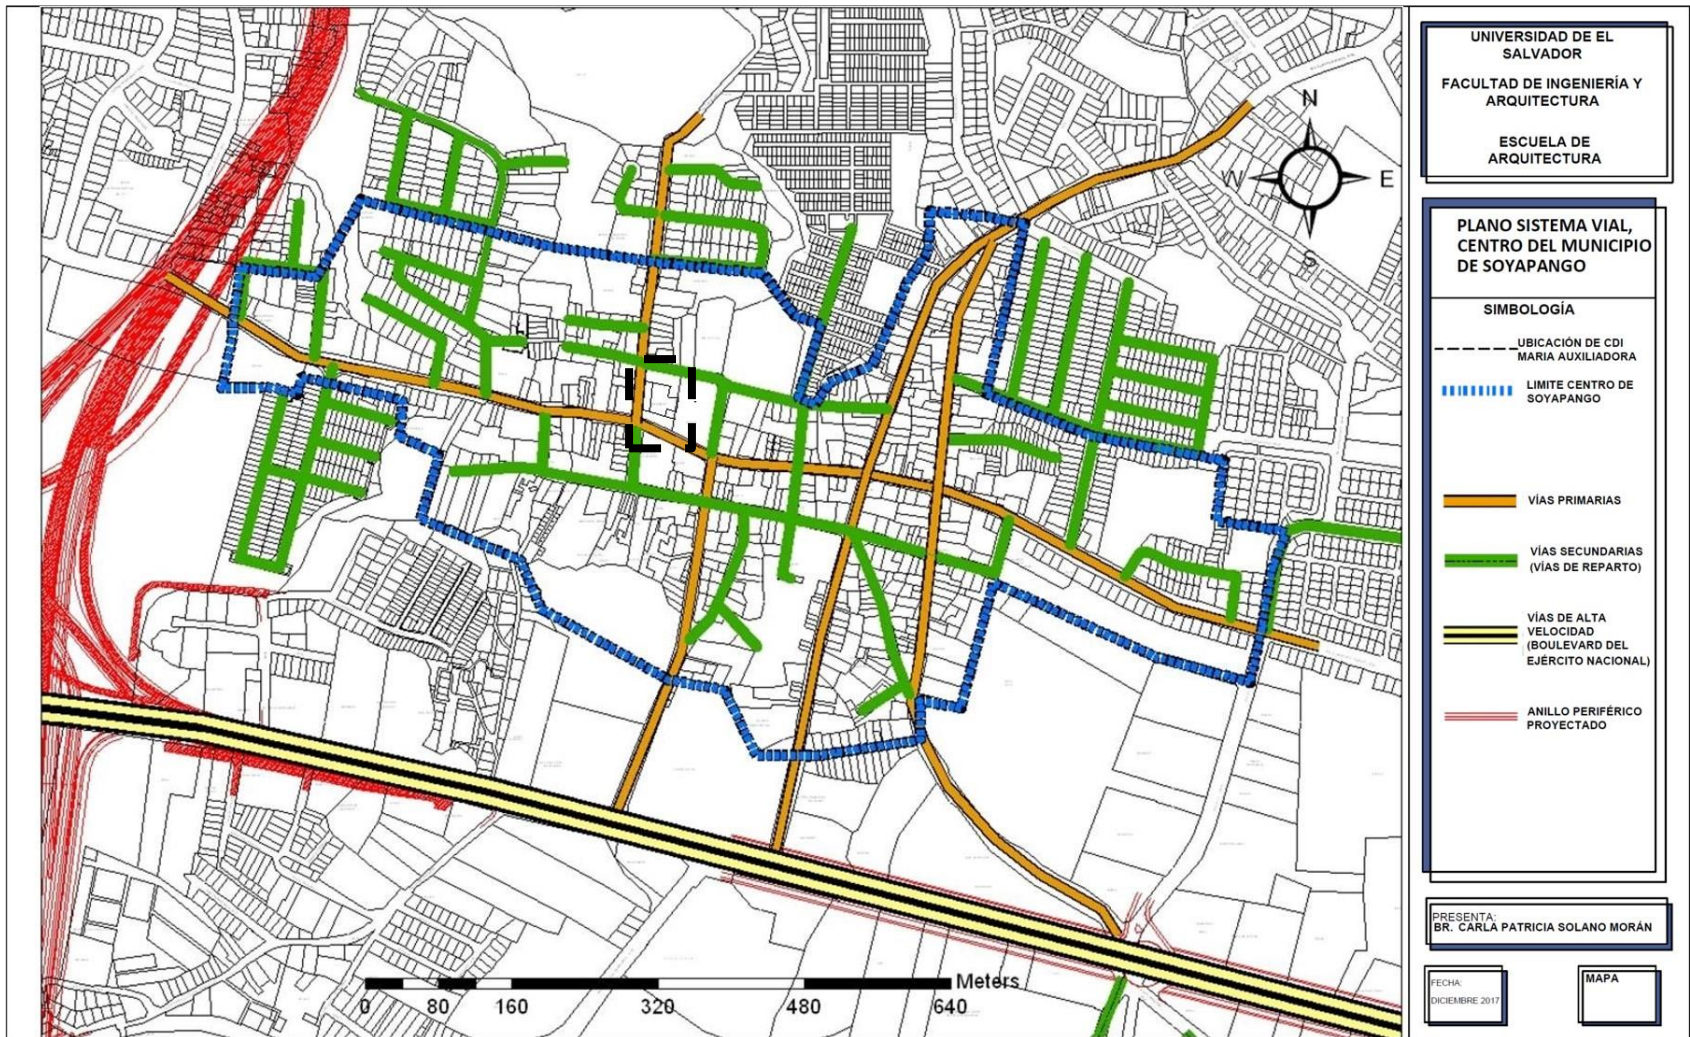 UNIVERSIDAD DE EL
SALVADOR
FACULTAD DE INGENIERÍA Y
ARQUITECTURA
ESCUELA DE
ARQUITECTURA
N
W
E
S
PLANO SISTEMA VIAL,
CENTRO DEL MUNICIPIO
DE SOYAPANGO
SIMBOLOGÍA
UBICACIÓN DE CDI
MARIA AUXILIADORA
LIMITE CENTRO DE
SOYAPANGO
VÍAS PRIMARIAS
VÍAS SECUNDARIAS
(VÍAS DE REPARTO)
VÍAS DE ALTA
VELOCIDAD
(BOULEVARD DEL
EJÉRCITO NACIONAL)
ANILLO PERIFÉRICO
PROYECTADO
PRESENTA:
BR. CARLA PATRICIA SOLANO MORÁN
FECHA:
DICIEMBRE 2017
MAPA
Meters
0 80 160 320 480 640